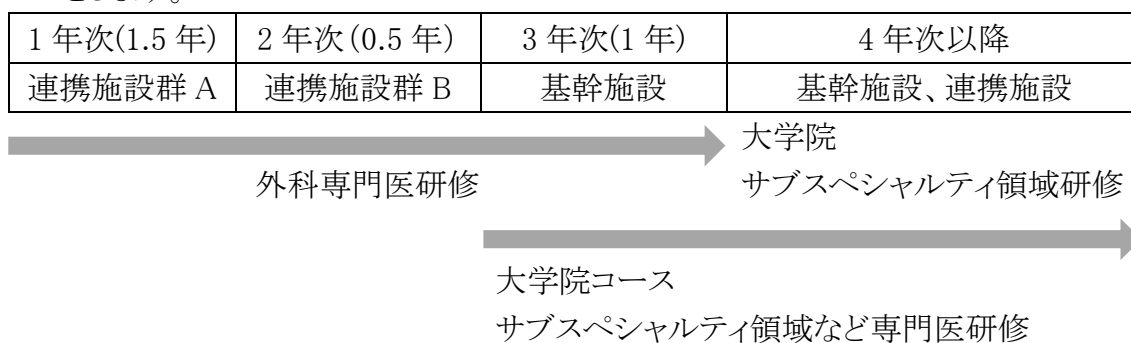 1 年次(1.5 年) 2 年次(0.5 年) 3 年次(1 年) 4 年次以降
連携施設群 A 連携施設群 B 基幹施設 基幹施設、連携施設
大学院
外科専門医研修 サブスペシャルティ領域研修
大学院コース
サブスペシャルティ領域など専門医研修